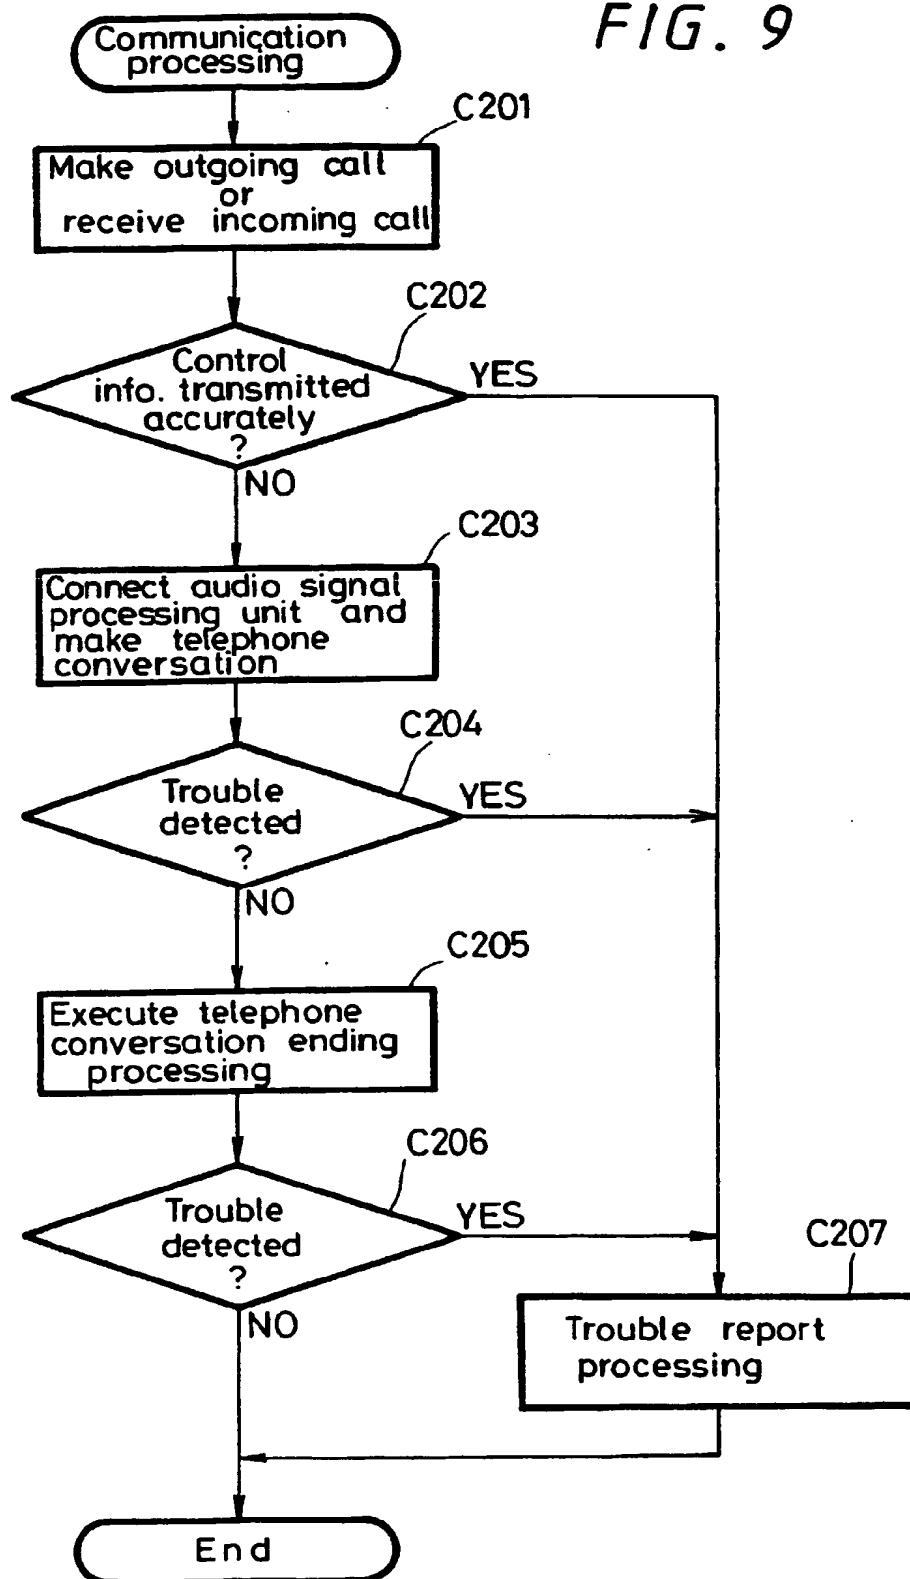 FIG. 9
Communication
processing
C201
Make outgoing call
or
receive incoming call
C202
Control
info. transmitted
accurately
?
YES
NO
C203
Connect audio signal
processing unit and
make telephone
conversation
C204
Trouble
detected
?
YES
NO
C205
Execute telephone
conversation ending
processing
C206
Trouble
detected
?
YES
NO
C207
Trouble report
processing
End